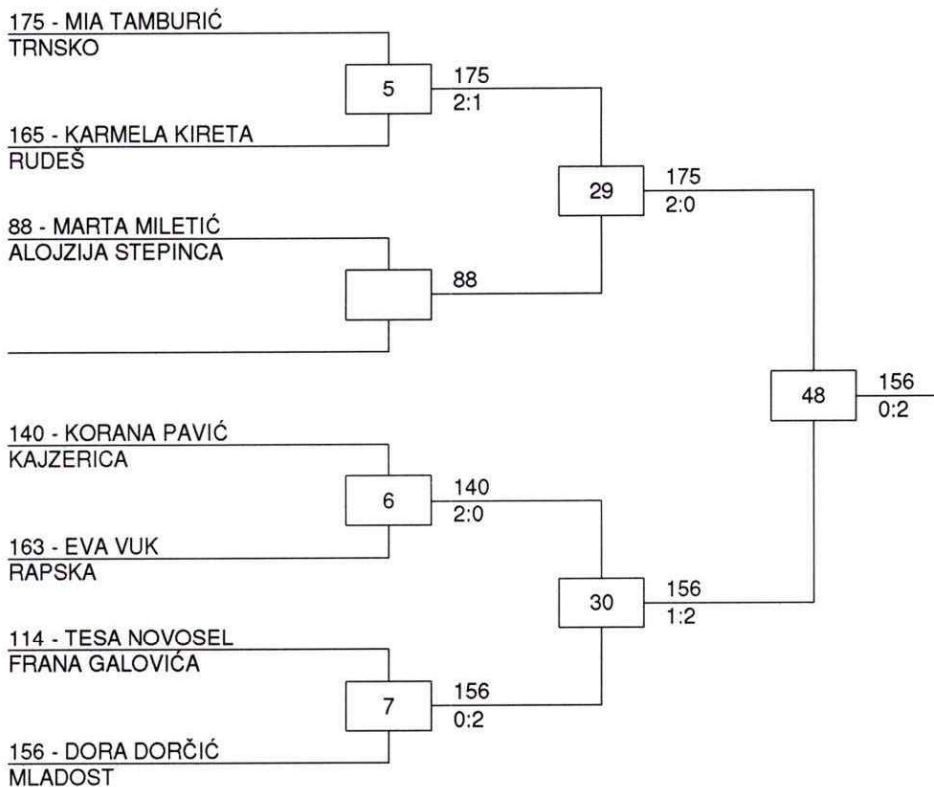 175 - MIA TAMBURIĆ
TRNSKO
5
175
2:1
165 - KARMELA KIRETA
RUDEŠ
29
175
2:0
88 - MARTA MILETIĆ
ALOJZIJA STEPINCA
88
48
156
0:2
140 - KORANA PAVIĆ
KAJZERICA
6
140
2:0
163 - EVA VUK
RAPSKA
30
156
1:2
114 - TESA NOVOSEL
FRANA GALOVIĆA
7
156
0:2
156 - DORA DORČIĆ
MLADOST